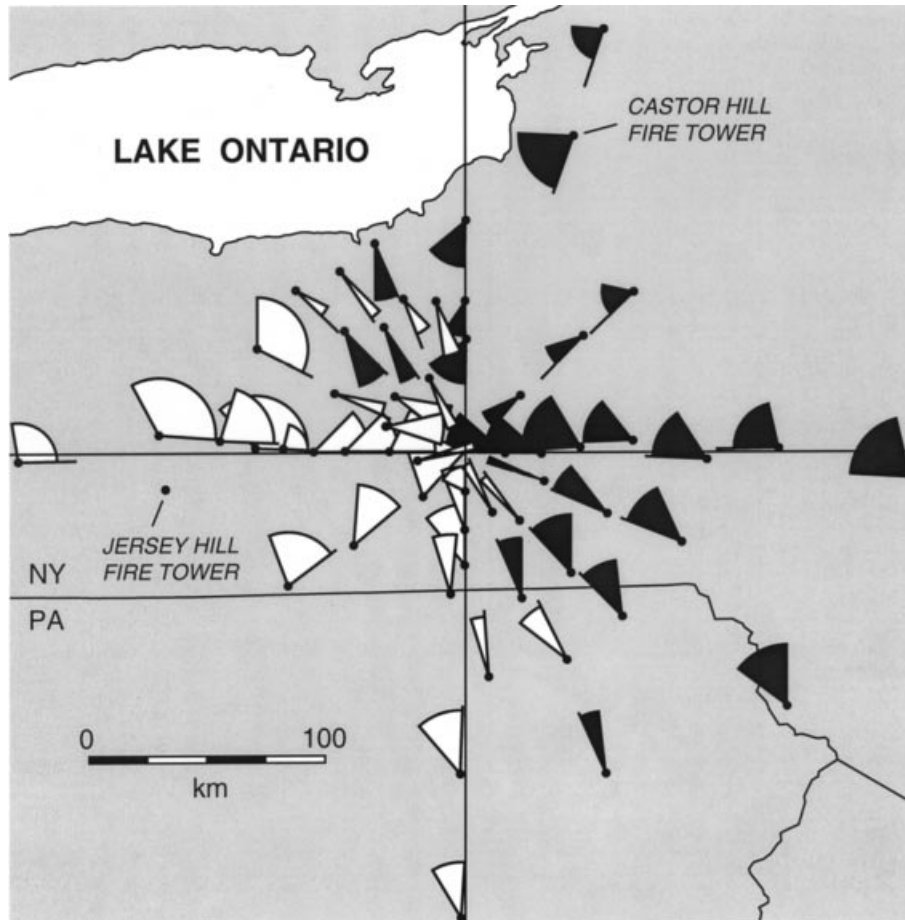 CASTOR HILL
FIRE TOWER
LAKE ONTARIO
JERSEY HILL
FIRE TOWER
NY
PA
0 100
km